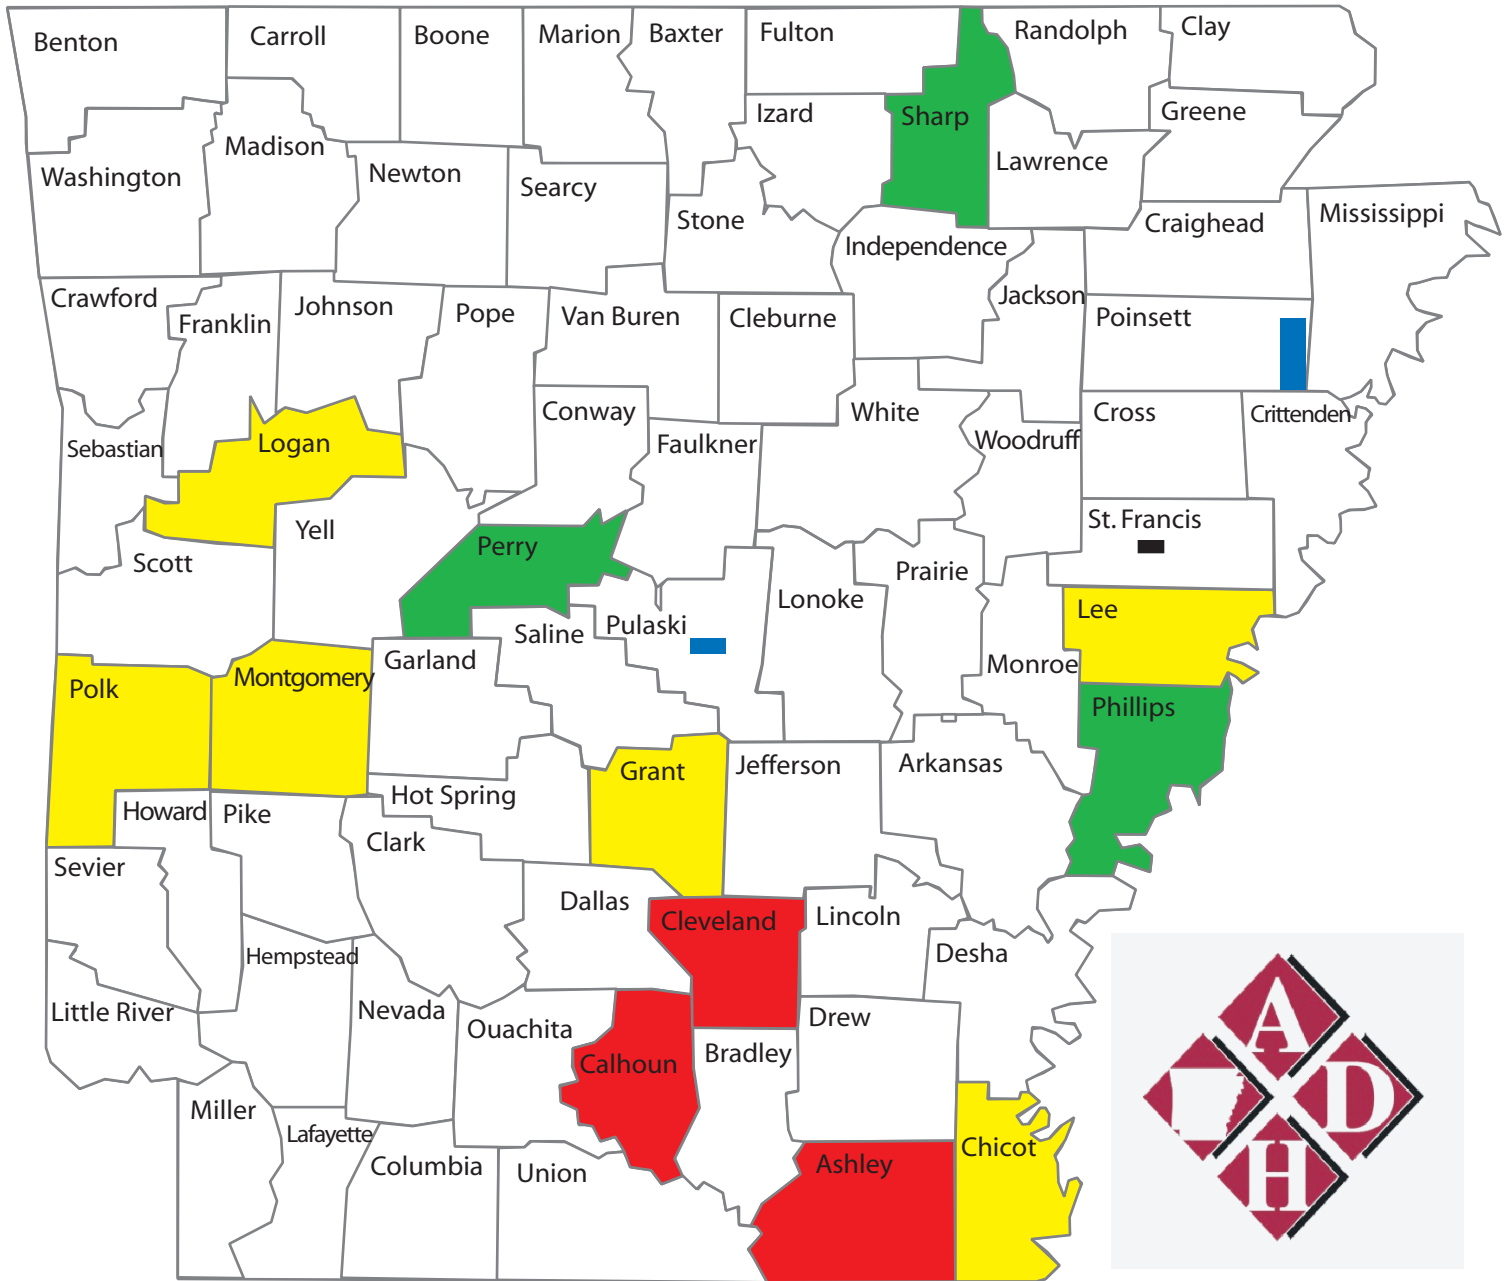 Benton
Carroll
Boone
Marion
Baxter
Fulton
Randolph
Clay
Izard
Sharp
Greene
Washington
Madison
Newton
Searcy
Stone
Lawrence
Independence
Craighead
Mississippi
Crawford
Franklin
Johnson
Pope
Van Buren
Cleburne
Jackson
Poinsett
Sebastian
Logan
Conway
Faulkner
White
Woodruff
Cross
Crittenden
Scott
Yell
Perry
Prairie
St. Francis
Saline
Pulaski
Lonoke
Lee
Polk
Montgomery
Garland
Monroe
Phillips
Grant
Jefferson
Arkansas
Howard
Pike
Hot Spring
Clark
Sevier
Dallas
Cleveland
Lincoln
Desha
Hempstead
Little River
Nevada
Ouachita
Calhoun
Bradley
Drew
Miller
Lafayette
Columbia
Union
Ashley
Chicot
A
D
H